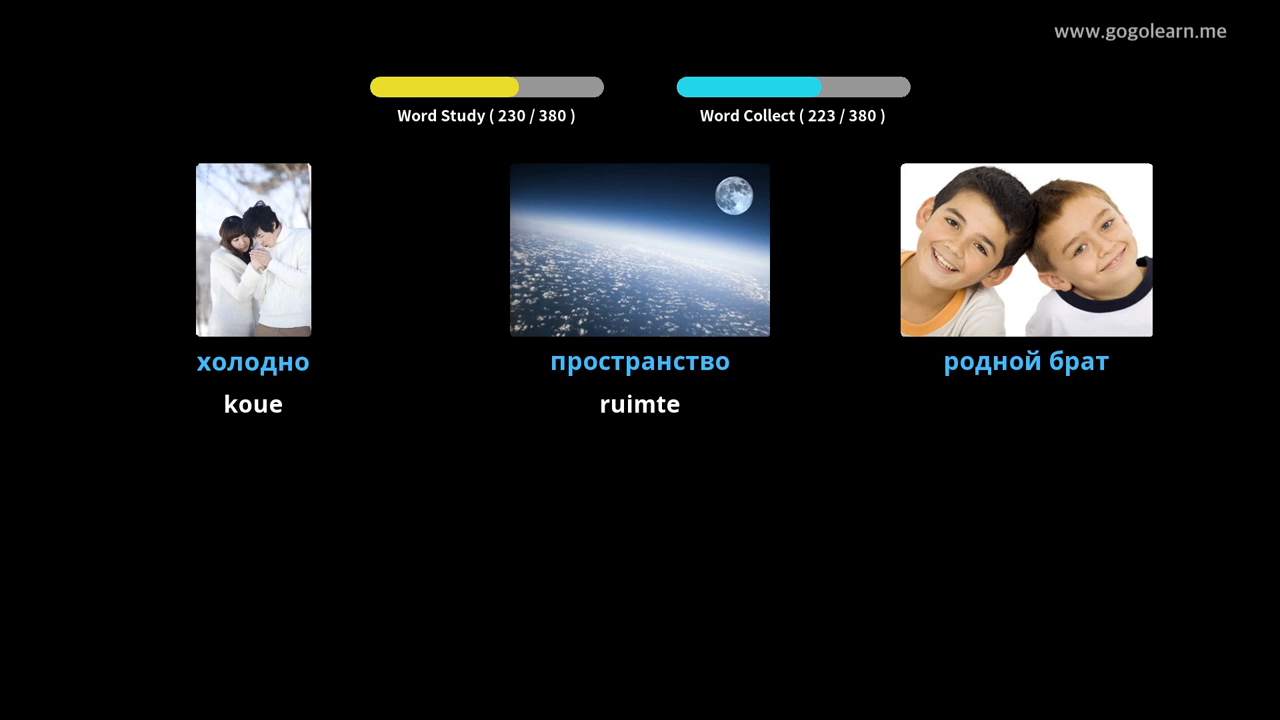 www.gogolearn.me
Word Study ( 230 / 380 )
Word Collect ( 223 / 380 )
холодно
пространство
родной брат
koue
ruimte